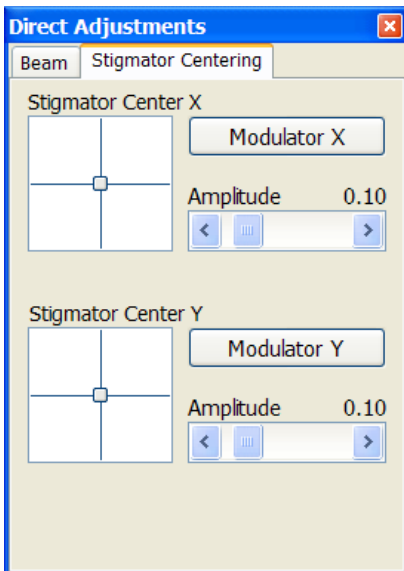 Direct Adjustments
Beam
Stigmator Centering
Stigmator Center X
Modulator X
Amplitude 0.10
Stigmator Center Y
Modulator Y
Amplitude 0.10